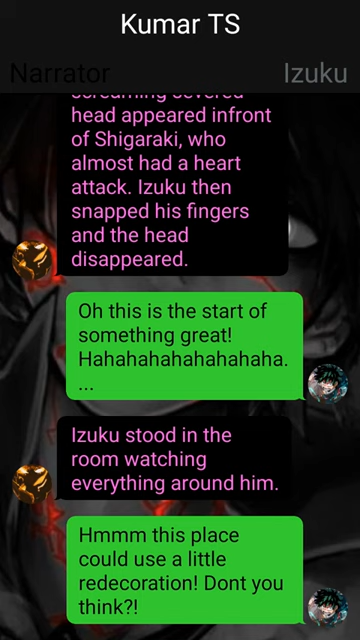 Kumar TS
Narrator
Izuku
screaming severed
head appeared infront
of Shigaraki, who
almost had a heart
attack. Izuku then
snapped his fingers
and the head
disappeared.
Oh this is the start of
something great!
Hahahahahahahahaha.
...
Izuku stood in the
room watching
everything around him.
Hmmm this place
could use a little
redecoration! Dont you
think?!